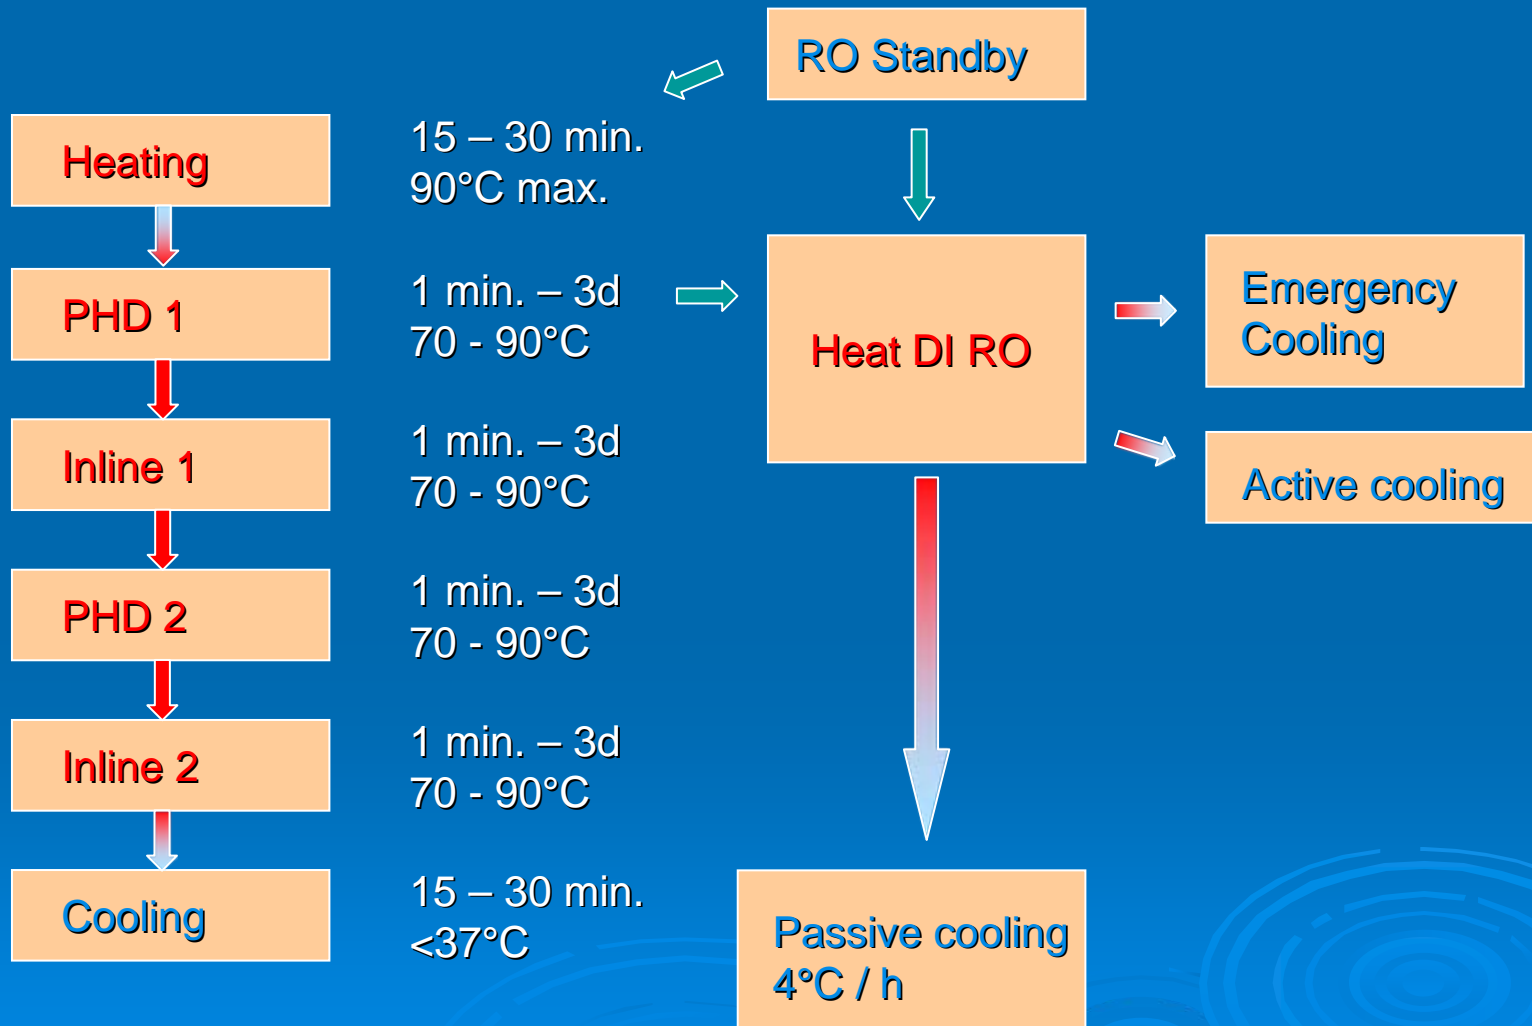 RO Standby
Heating
15 – 30 min.
90°C max.
PHD 1
1 min. – 3d
70 - 90°C
Heat DI RO
Emergency
Cooling
Inline 1
1 min. – 3d
70 - 90°C
Active cooling
PHD 2
1 min. – 3d
70 - 90°C
Inline 2
1 min. – 3d
70 - 90°C
Cooling
15 – 30 min.
<37°C
Passive cooling
4°C / h